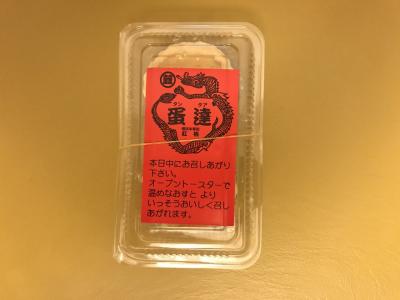 タン タア
蛋達
本日中にお召しあがり
下さい。
オーブントースターで
温めなおすと より
いっそうおいしく召し
あがれます。